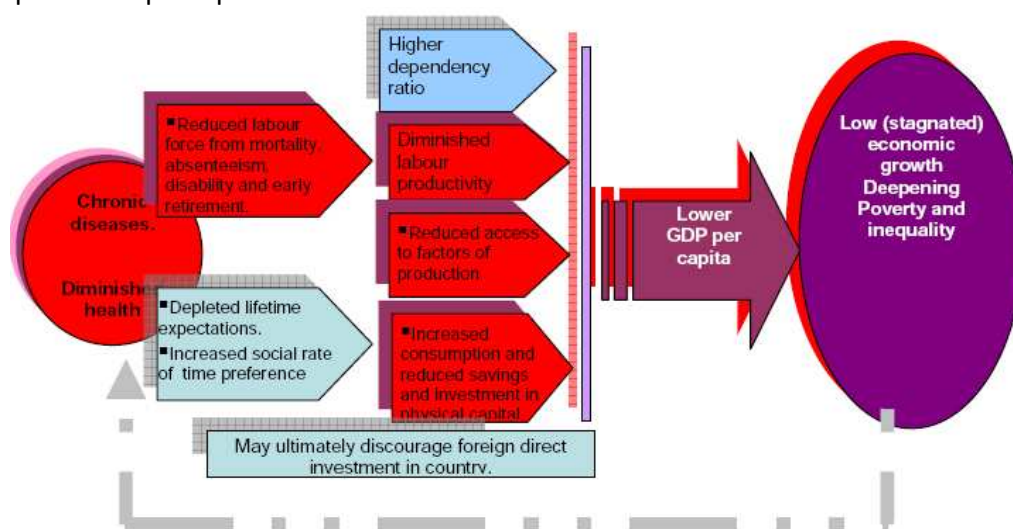 Higher
dependency
ratio
▪Reduced labour
force from mortality,
absenteeism,
disability and early
retirement.
Diminished
labour
productivity
Chronic
diseases.
Diminished
health
▪Reduced access
to factors of
production
▪Depleted lifetime
expectations.
▪Increased social rate
of time preference
▪Increased
consumption and
reduced savings
and investment in
physical capital
May ultimately discourage foreign direct
investment in country.
Lower
GDP per
capita
Low (stagnated)
economic
growth
Deepening
Poverty and
inequality